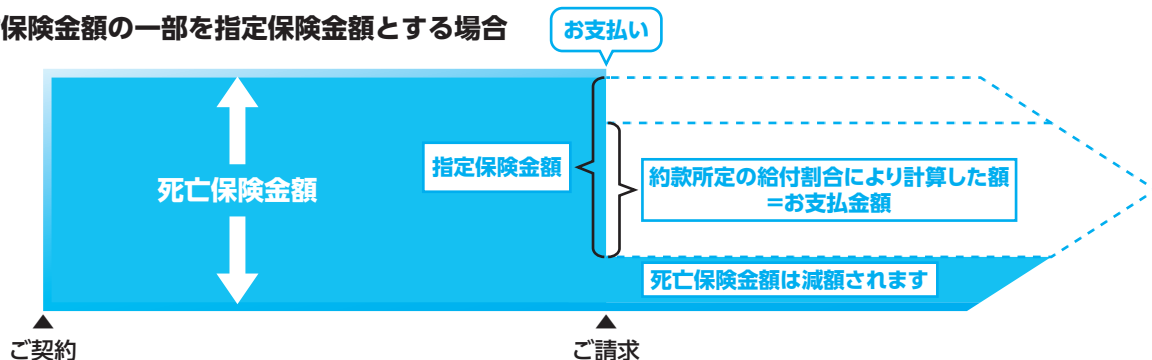 保険金額の一部を指定保険金額とする場合
お支払い
死亡保険金額
指定保険金額
約款所定の給付割合により計算した額
＝お支払金額
死亡保険金額は減額されます
ご契約
ご請求